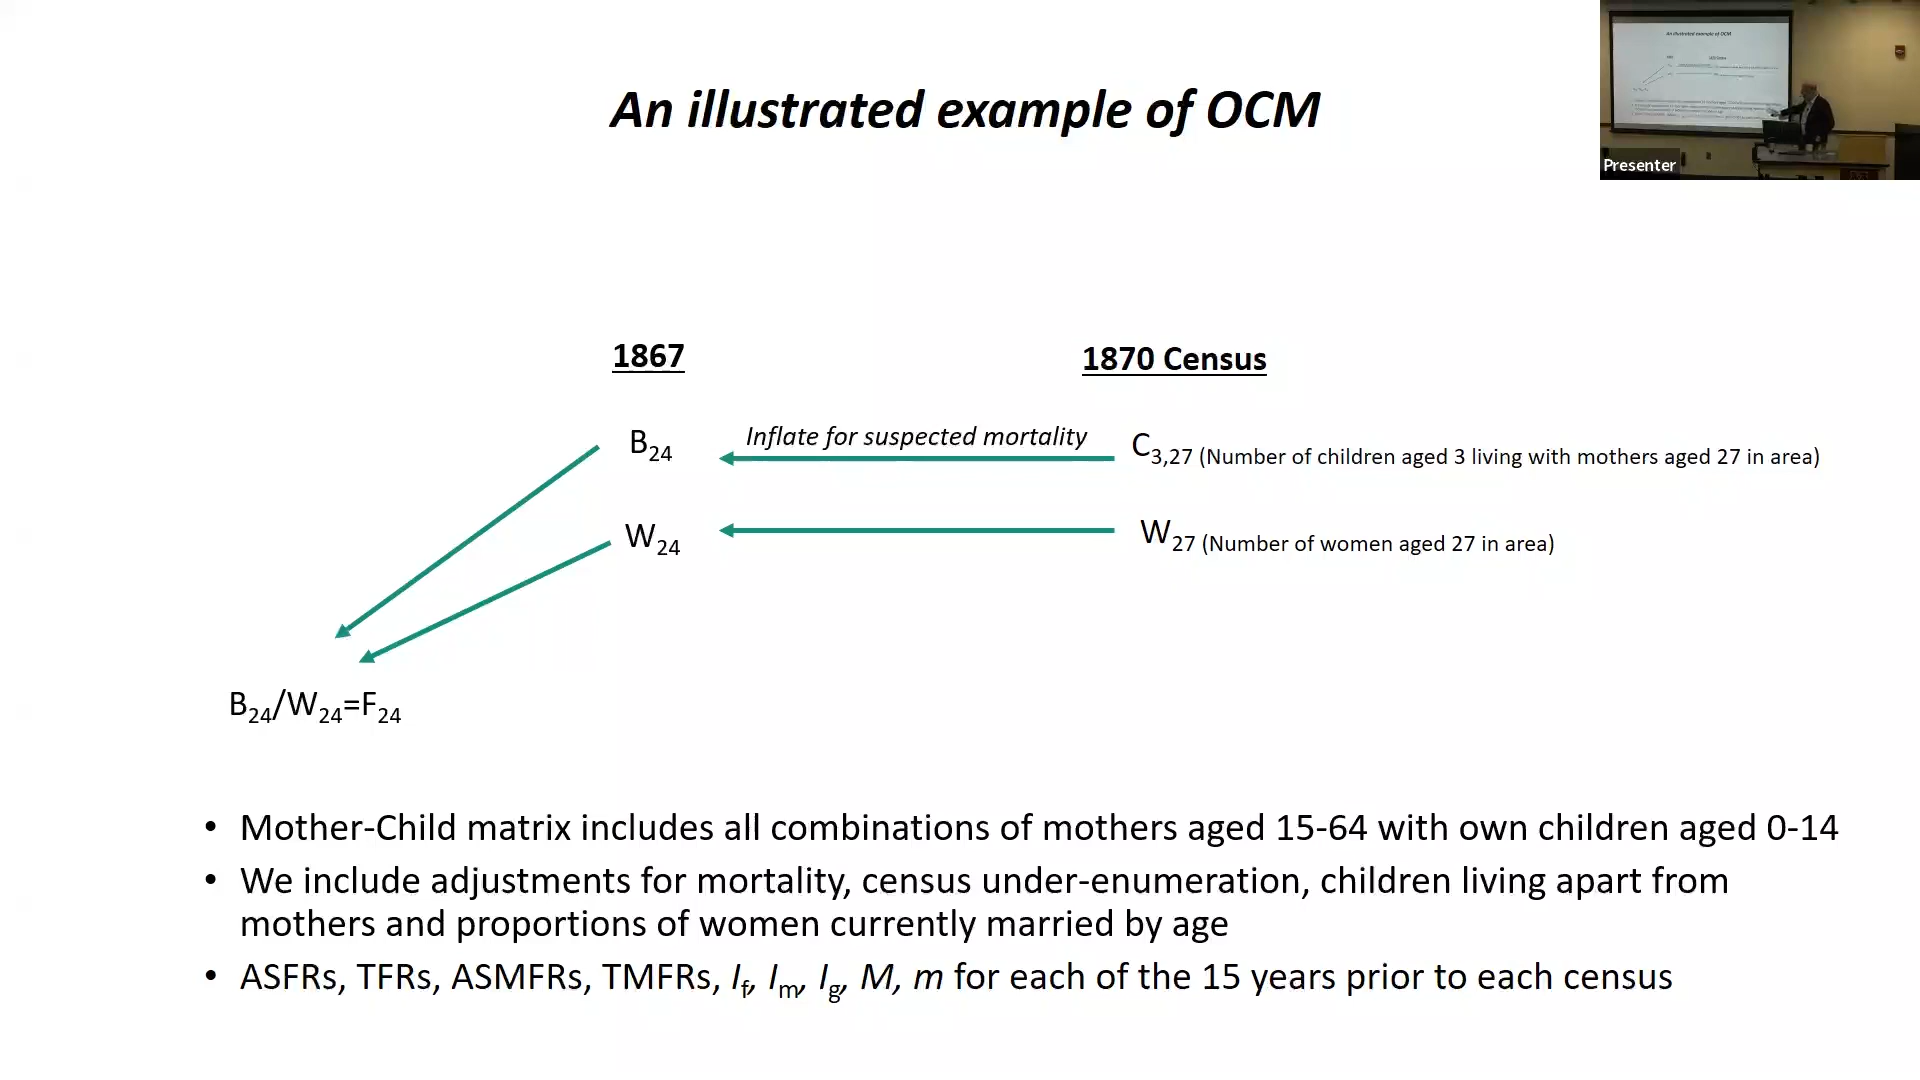 An illustrated example of OCM
Presenter
1867
1870 Census
B24
Inflate for suspected mortality
C3,27 (Number of children aged 3 living with mothers aged 27 in area)
W24
W27 (Number of women aged 27 in area)
B24/W24=F24
• Mother-Child matrix includes all combinations of mothers aged 15-64 with own children aged 0-14
• We include adjustments for mortality, census under-enumeration, children living apart from
mothers and proportions of women currently married by age
• ASFRs, TFRs, ASMFRs, TMFRs, If, Im, Ig, M, m for each of the 15 years prior to each census